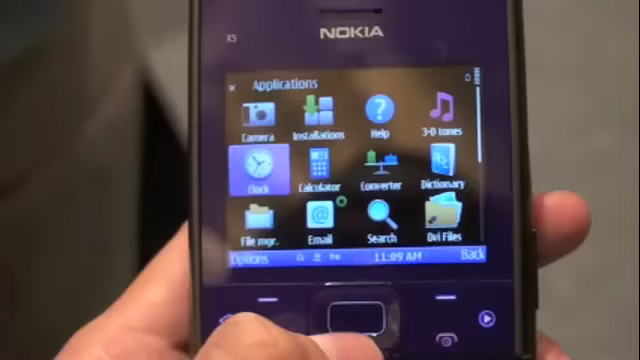 X5
NOKIA
Applications
Camera
Installations
Help
3-D tones
Clock
Calculator
Converter
Dictionary
File mgr.
Email
Search
Ovi Files
Options
11:09 AM
Back